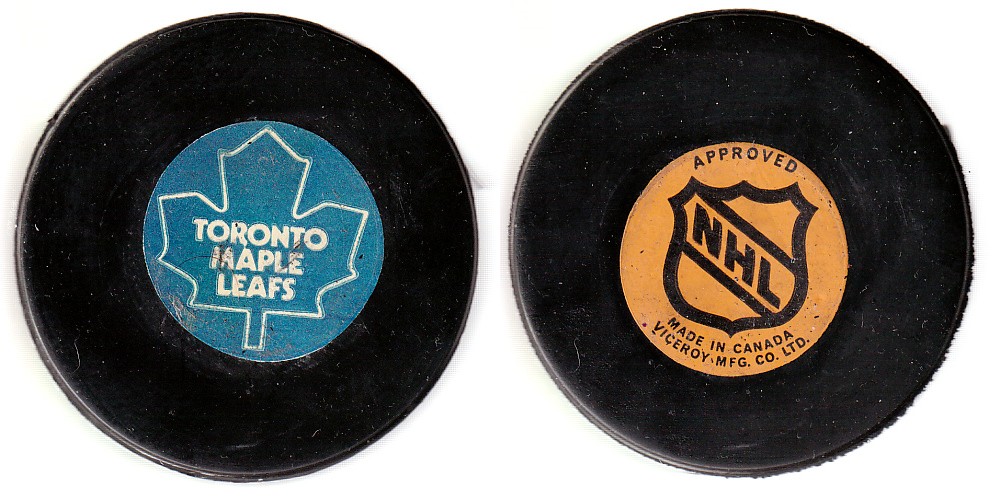 TORONTO
MAPLE
LEAFS
APPROVED
NHL
MADE IN CANADA
VICEROY MFG. CO. LTD.